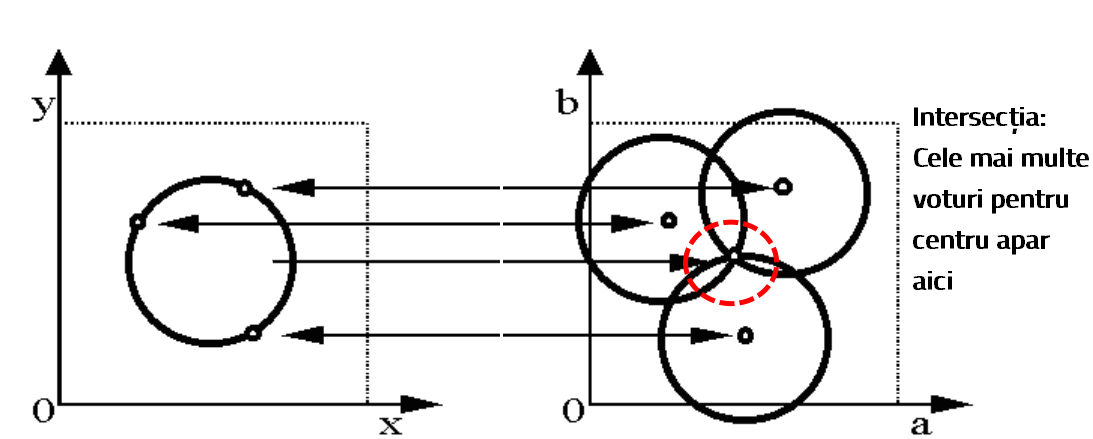 y
0
x
b
0
a
Intersecția:
Cele mai multe
voturi pentru
centru apar
aici